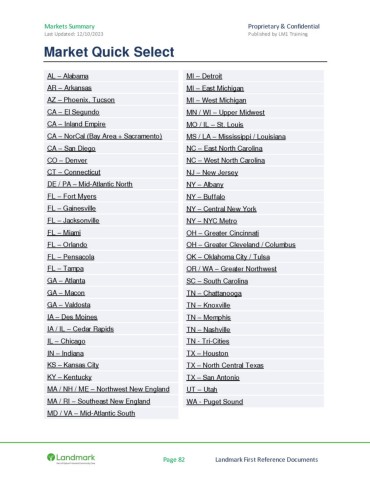 Markets Summary
Proprietary & Confidential
Last Updated: 12/10/2023
Published by LMS Training
Market Quick Select
AL – Alabama
AR – Arkansas
AZ – Phoenix, Tucson
CA – El Segundo
CA – Inland Empire
CA – NorCal (Bay Area + Sacramento)
CA – San Diego
CO – Denver
CT – Connecticut
DE / PA – Mid-Atlantic North
FL – Fort Myers
FL – Gainesville
FL – Jacksonville
FL – Miami
FL – Orlando
FL – Pensacola
FL – Tampa
GA – Atlanta
GA – Macon
GA – Valdosta
IA – Des Moines
IA / IL – Cedar Rapids
IL – Chicago
IN – Indiana
KS – Kansas City
KY – Kentucky
MA / NH / ME – Northwest New England
MA / RI – Southeast New England
MD / VA – Mid-Atlantic South
MI – Detroit
MI – East Michigan
MI – West Michigan
MN / WI – Upper Midwest
MO / IL – St. Louis
MS / LA – Mississippi / Louisiana
NC – East North Carolina
NC – West North Carolina
NJ – New Jersey
NY – Albany
NY – Buffalo
NY – Central New York
NY – NYC Metro
OH – Greater Cincinnati
OH – Greater Cleveland / Columbus
OK – Oklahoma City / Tulsa
OR / WA – Greater Northwest
SC – South Carolina
TN – Chattanooga
TN – Knoxville
TN – Memphis
TN – Nashville
TN - Tri-Cities
TX – Houston
TX – North Central Texas
TX – San Antonio
UT – Utah
WA - Puget Sound
Landmark
Page 82
Landmark First Reference Documents